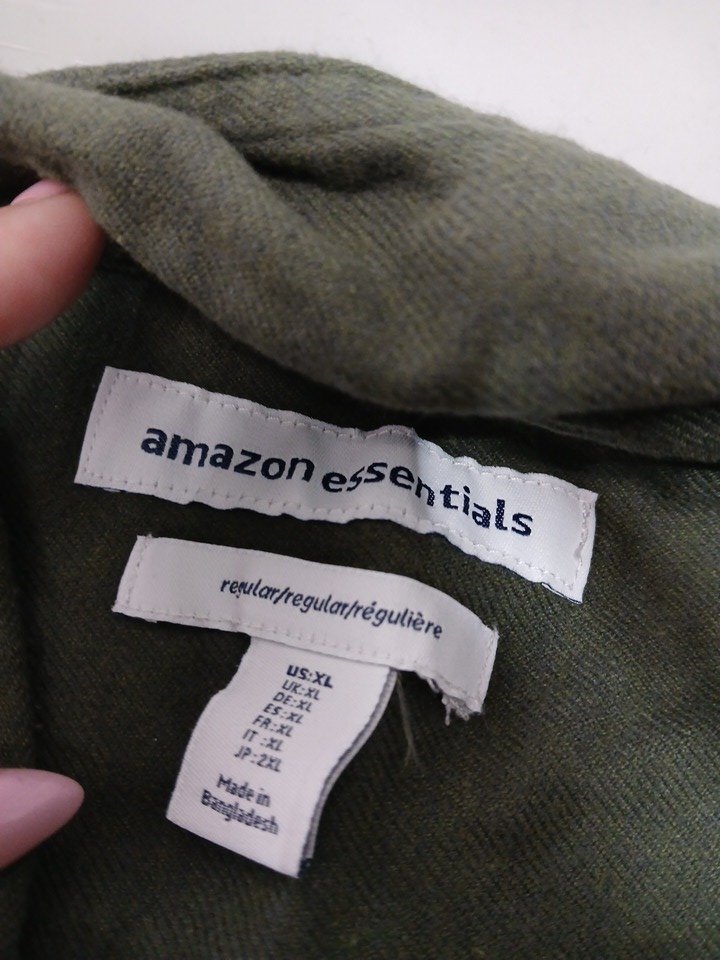 amazon essentials
regular/regular/régulière
US:XL
UK:XL
DE:XL
ES:XL
FR:XL
IT :XL
JP:2XL
Made in
Bangladesh